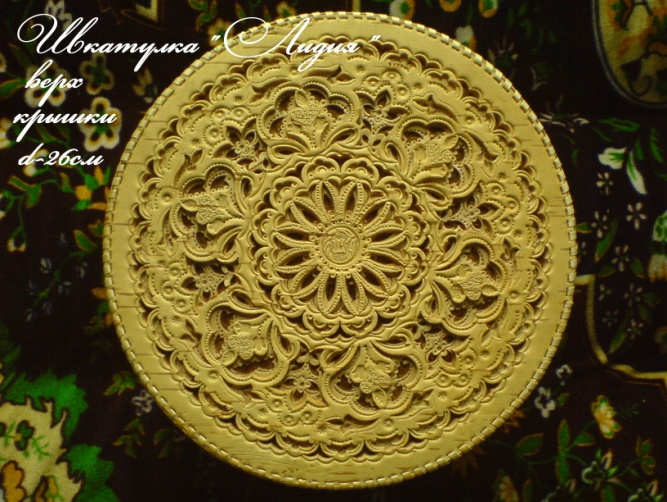 Шкатулка "Лидия"
верх
крышки
d-26см